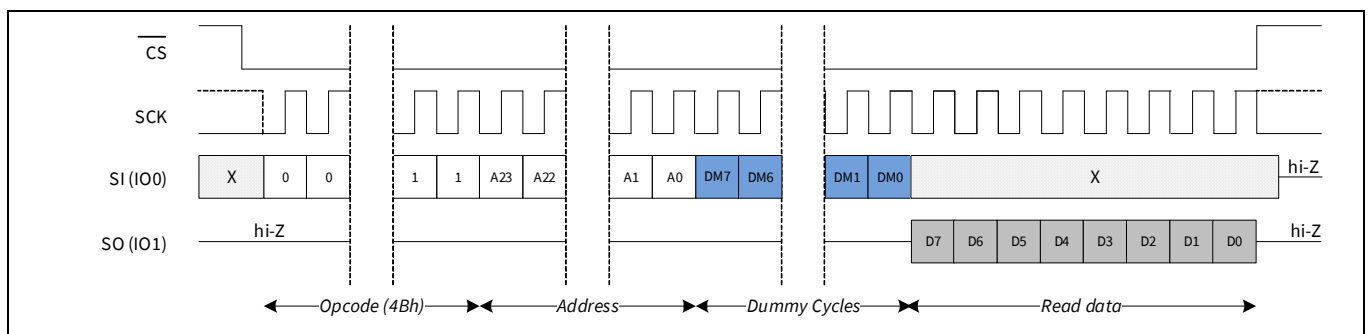 CS
SCK
SI (IO0) X 0 0 1 1 A23 A22 A1 A0 DM7 DM6 DM1 DM0 X hi-Z
SO (IO1) hi-Z D7 D6 D5 D4 D3 D2 D1 D0 hi-Z
Opcode (4Bh) Address Dummy Cycles Read data